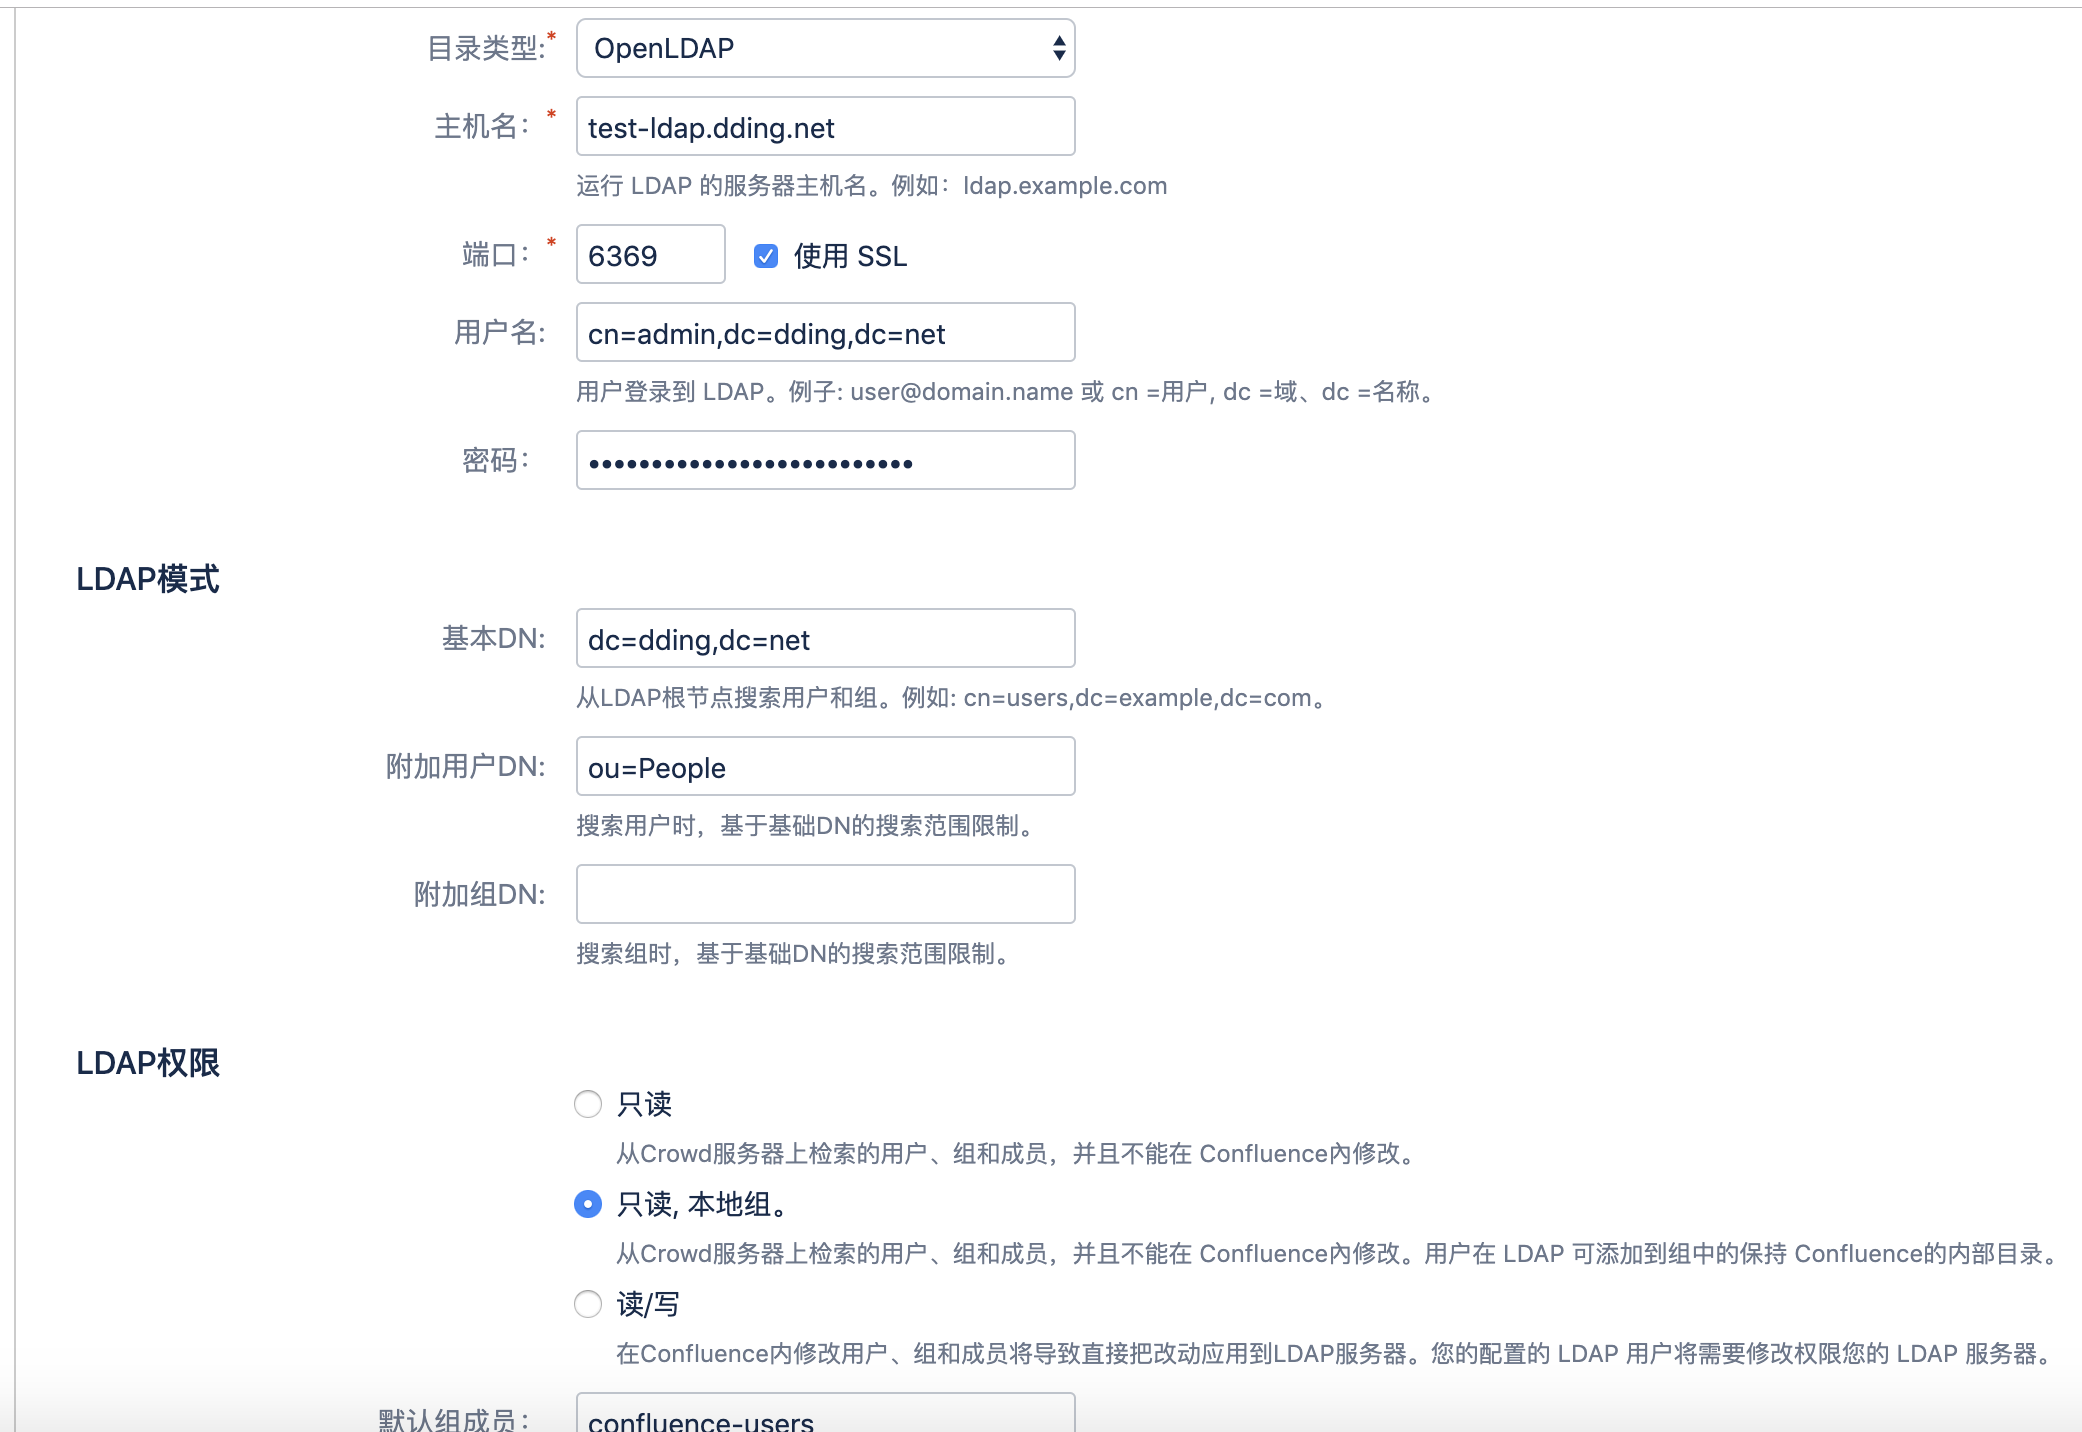 目录类型:* OpenLDAP
主机名：* test-ldap.dding.net
运行 LDAP 的服务器主机名。例如：ldap.example.com
端口：* 6369 使用 SSL
用户名: cn=admin,dc=dding,dc=net
用户登录到 LDAP。例子: user@domain.name 或 cn =用户, dc =域、dc =名称。
密码： ••••••••••••••••••••••••••
LDAP模式
基本DN: dc=dding,dc=net
从LDAP根节点搜索用户和组。例如: cn=users,dc=example,dc=com。
附加用户DN: ou=People
搜索用户时，基于基础DN的搜索范围限制。
附加组DN:
搜索组时，基于基础DN的搜索范围限制。
LDAP权限
只读
从Crowd服务器上检索的用户、组和成员，并且不能在 Confluence內修改。
只读, 本地组。
从Crowd服务器上检索的用户、组和成员，并且不能在 Confluence內修改。用户在 LDAP 可添加到组中的保持 Confluence的内部目录。
读/写
在Confluence内修改用户、组和成员将导致直接把改动应用到LDAP服务器。您的配置的 LDAP 用户将需要修改权限您的 LDAP 服务器。
默认组成员： confluence-users